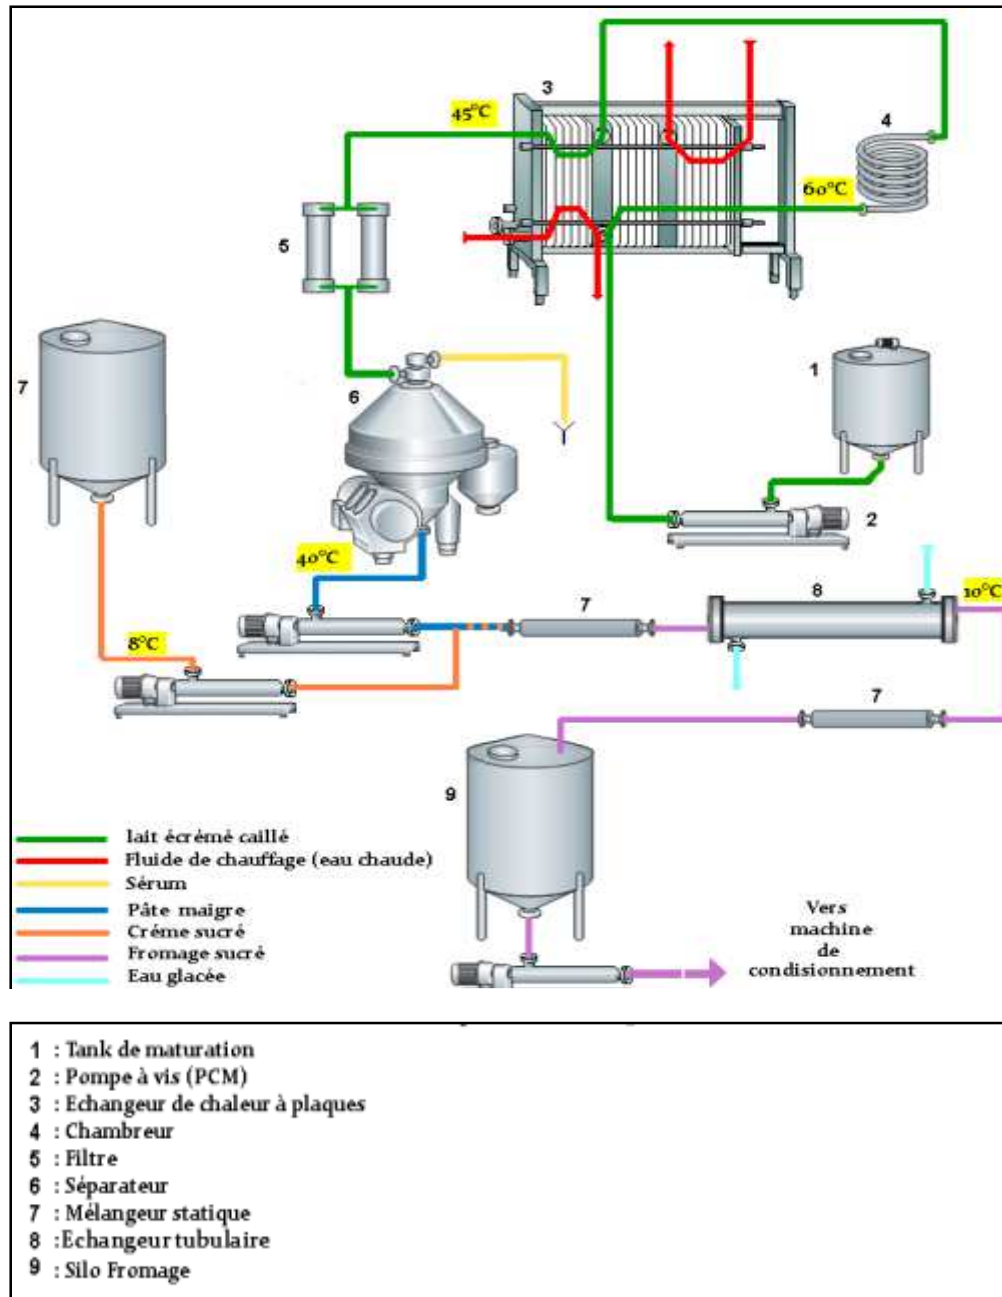 3
45°C
4
60°C
5
7
1
6
2
40°C
8
10°C
7
8°C
7
9
lait écrémé caillé
Fluide de chauffage (eau chaude)
Sérum
Pâte maigre
Créme sucré
Fromage sucré
Eau glacée
Vers
machine
de
condisionnement
1 : Tank de maturation
2 : Pompe à vis (PCM)
3 : Echangeur de chaleur à plaques
4 : Chambreur
5 : Filtre
6 : Séparateur
7 : Mélangeur statique
8 :Echangeur tubulaire
9 : Silo Fromage